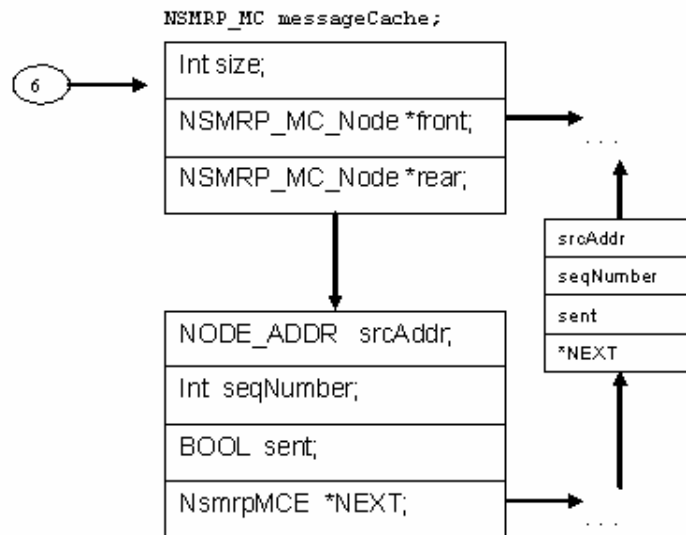 NSMRP_MC messageCache;
6
Int size;
NSMRP_MC_Node *front;
NSMRP_MC_Node *rear;
. . .
srcAddr
seqNumber
sent
*NEXT
NODE_ADDR srcAddr;
Int seqNumber;
BOOL sent;
NsmrpMCE *NEXT;
. . .